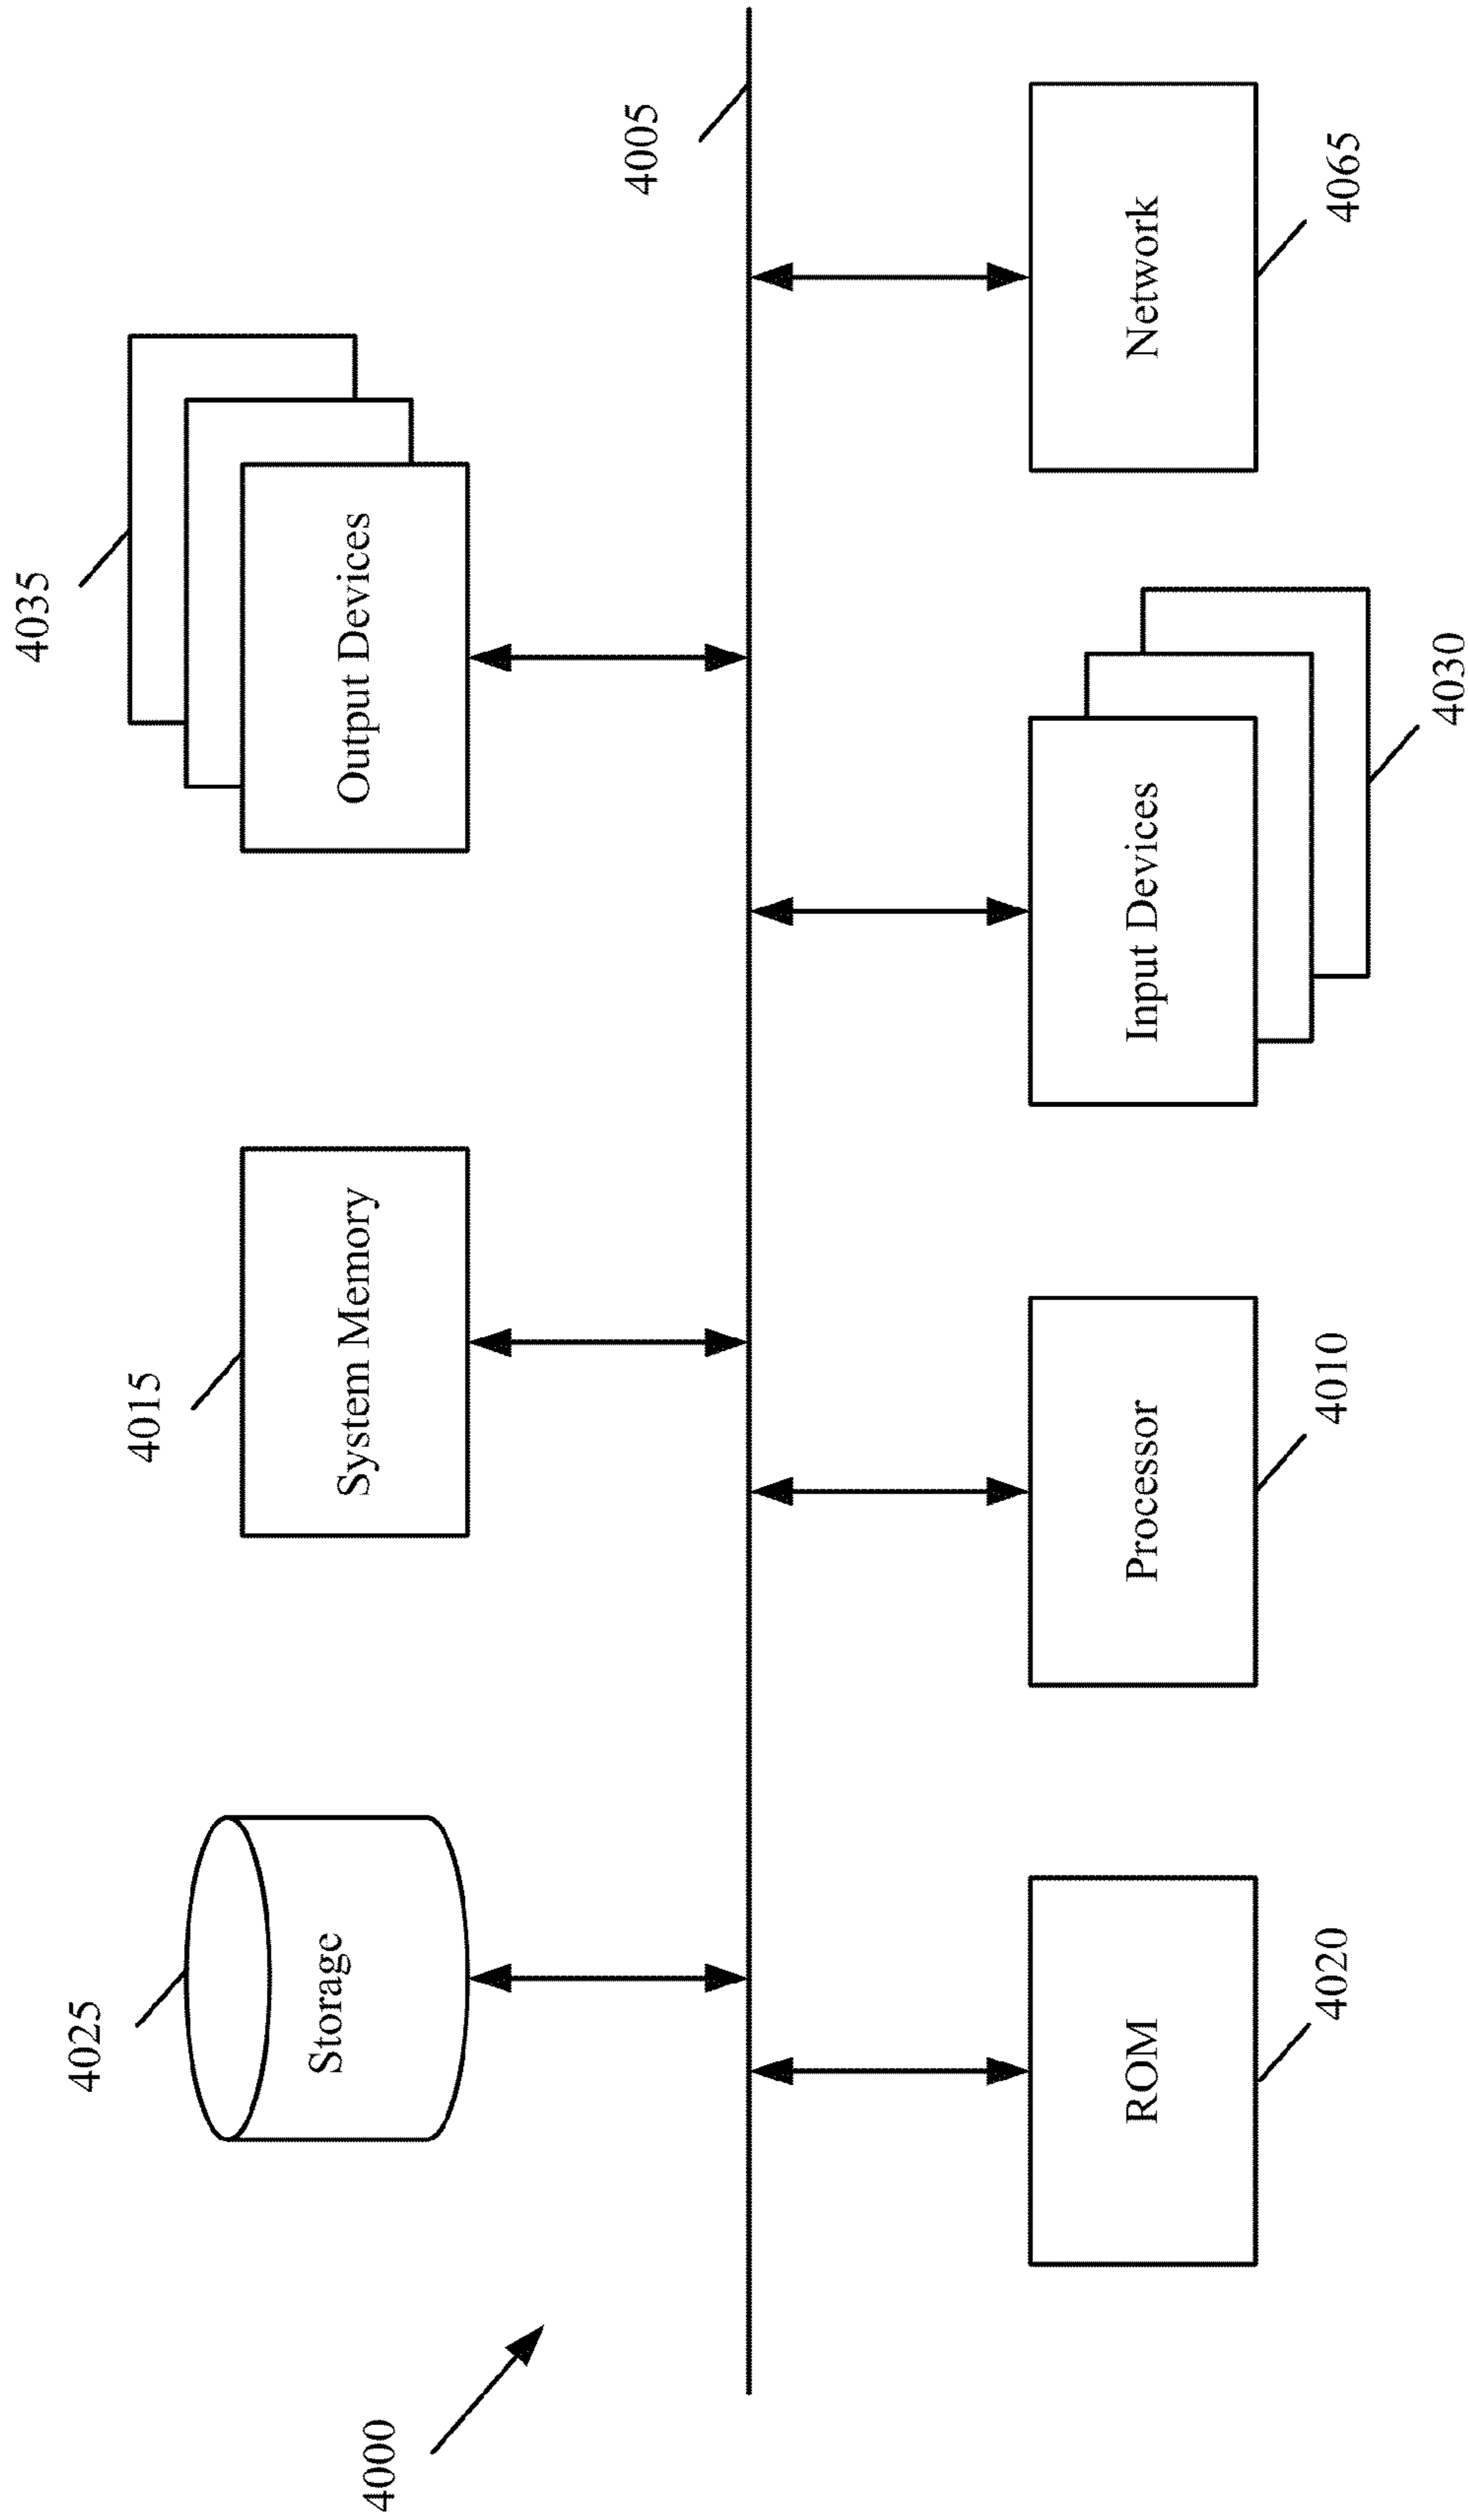 4025
4015
4035
Storage
System Memory
Output Devices
4000
4005
ROM
Processor
Input Devices
Network
4020
4010
4030
4065